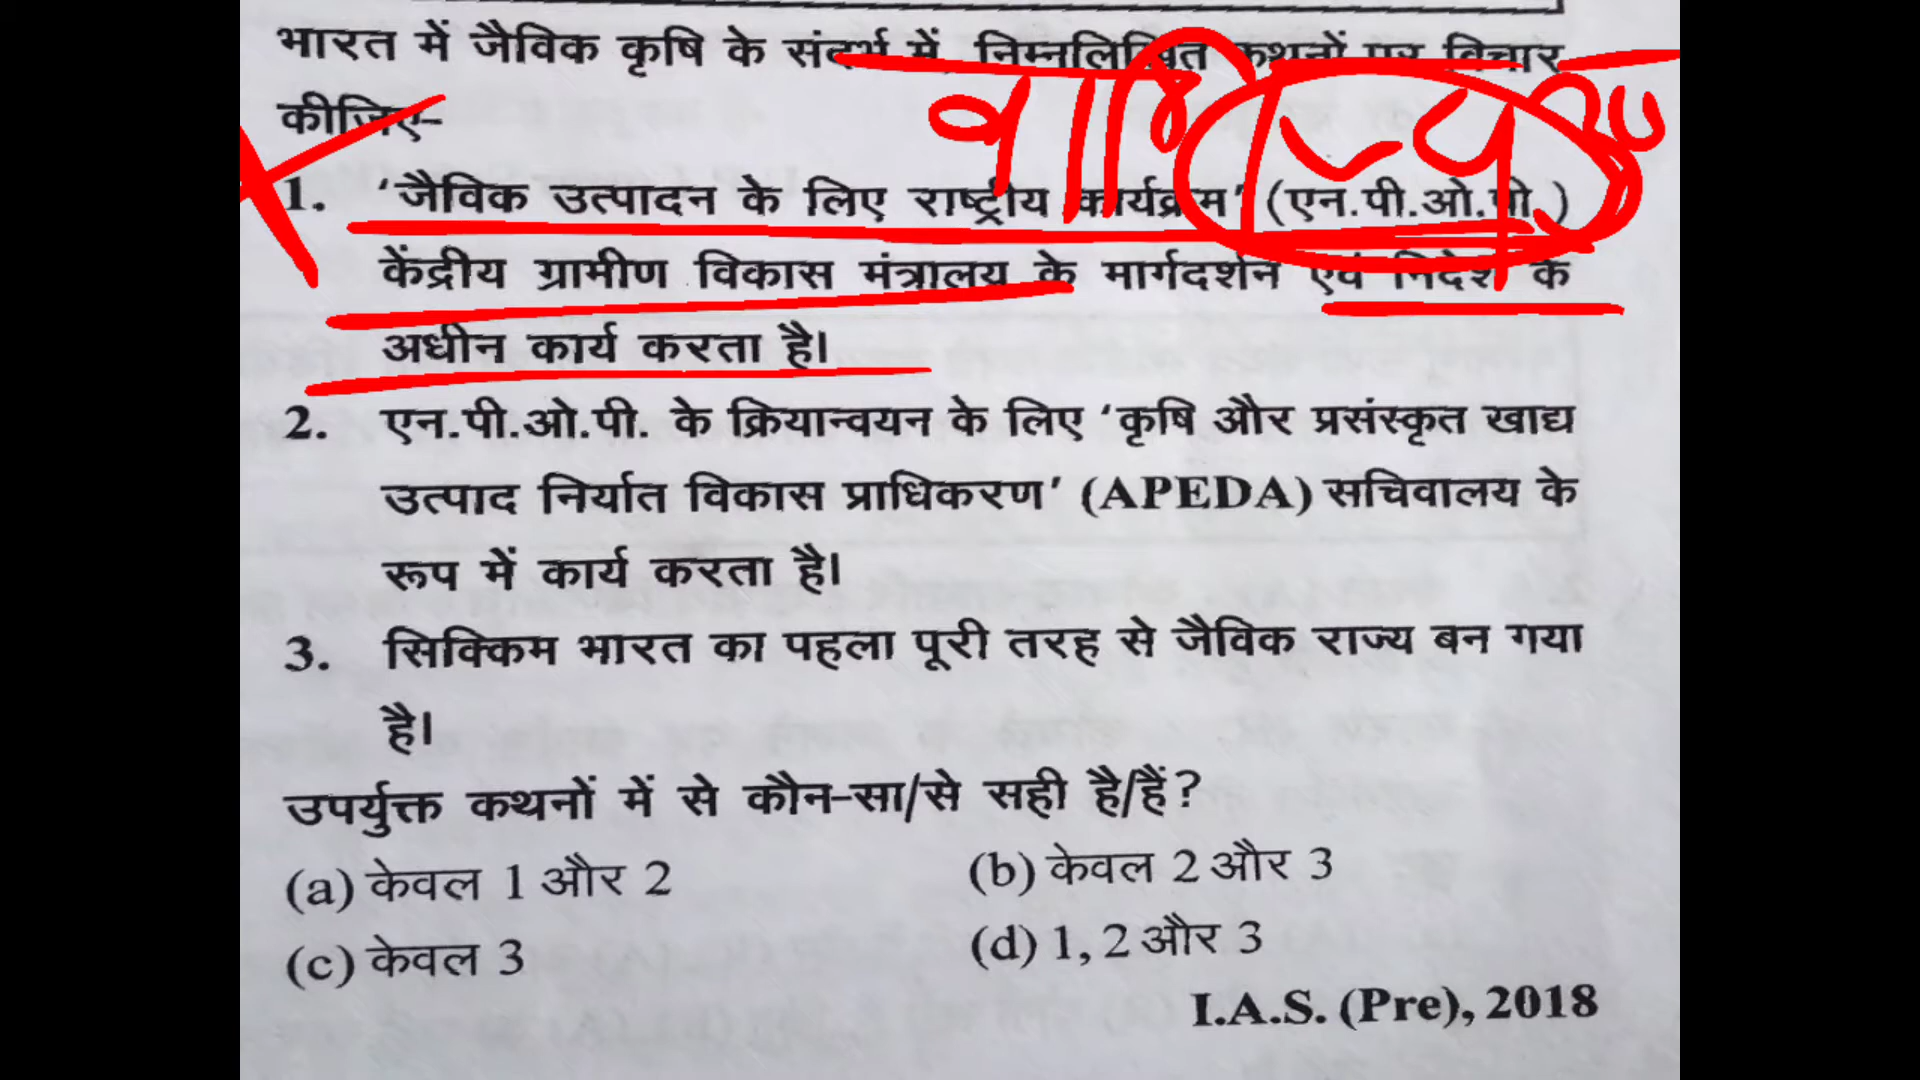 भारत में जैविक कृषि के संदर्भ में, निम्नलिखित कथनों पर विचार
कीजिए-
1. 'जैविक उत्पादन के लिए राष्ट्रीय कार्यक्रम' (एन.पी.ओ.पी.)
केंद्रीय ग्रामीण विकास मंत्रालय के मार्गदर्शन एवं निदेश के
अधीन कार्य करता है।
2. एन.पी.ओ.पी. के क्रियान्वयन के लिए 'कृषि और प्रसंस्कृत खाद्य
उत्पाद निर्यात विकास प्राधिकरण' (APEDA) सचिवालय के
रूप में कार्य करता है।
3. सिक्किम भारत का पहला पूरी तरह से जैविक राज्य बन गया
है।
उपर्युक्त कथनों में से कौन-सा/से सही है/हैं?
(a) केवल 1 और 2 (b) केवल 2 और 3
(c) केवल 3 (d) 1, 2 और 3
I.A.S. (Pre), 2018